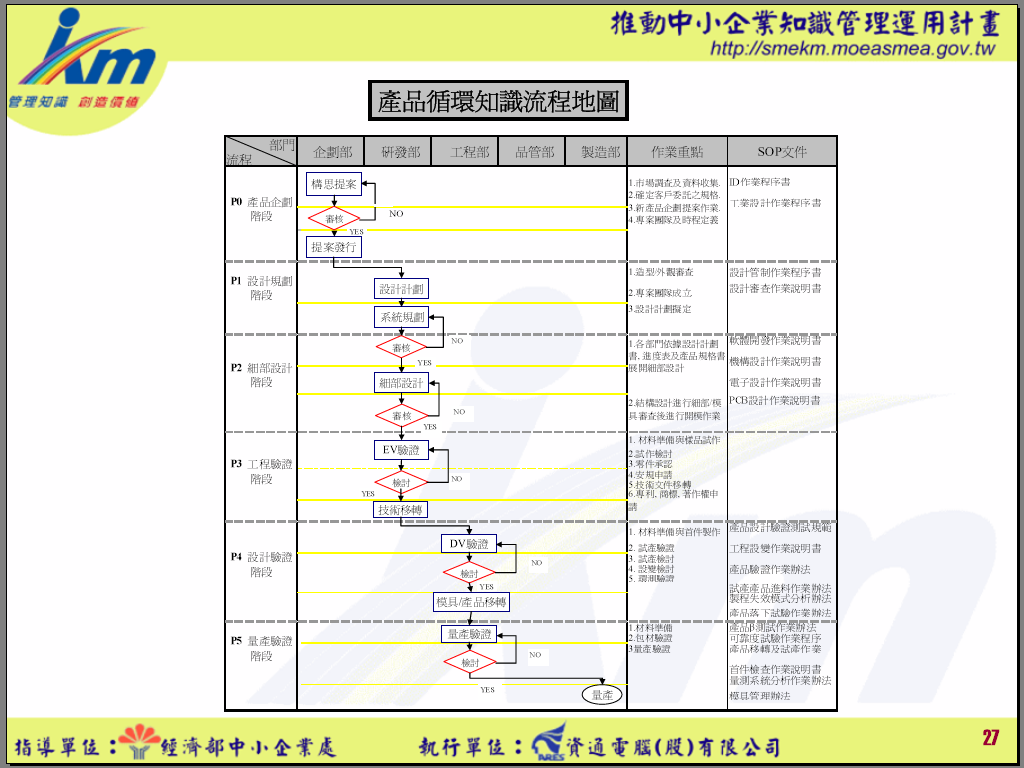 推動中小企業知識管理運用計畫
http://smekm.moeasmea.gov.tw
km
管理知識 創造價值
產品循環知識流程地圖
部門
流程
企劃部 研發部 工程部 品管部 製造部 作業重點 SOP文件
P0 產品企劃
階段
構思提案
審核
NO
YES
提案發行
1.市場調查及資料收集.
2.確定客戶委託之規格.
3.新產品企劃提案作業.
4.專案團隊及時程定義
ID作業程序書
工業設計作業程序書
P1 設計規劃
階段
設計計劃
系統規劃
1.造型/外觀審查
2.專案團隊成立
3.設計計劃擬定
設計管制作業程序書
設計審查作業說明書
P2 細部設計
階段
審核
NO
YES
細部設計
審核
NO
YES
1.各部門依據設計計劃
書, 進度表及產品規格書
展開細部設計
2.結構設計進行細部/模
具審查後進行開模作業
軟體開發作業說明書
機構設計作業說明書
電子設計作業說明書
PCB設計作業說明書
P3 工程驗證
階段
EV驗證
檢討
NO
YES
技術移轉
1. 材料準備與樣品試作
2.試作檢討
3.零件承認
4.安規申請
5.技術文件移轉
6.專利, 商標, 著作權申
請
P4 設計驗證
階段
DV驗證
檢討
NO
YES
模具/產品移轉
1. 材料準備與首件製作
2. 試產驗證
3. 試產檢討
4. 設變檢討
5. 環測驗證
產品設計驗證測試規範
工程設變作業說明書
產品驗證作業辦法
試產產品進料作業辦法
製程失效模式分析辦法
產品落下試驗作業辦法
P5 量產驗證
階段
量產驗證
檢討
NO
YES
量產
1.材料準備
2.包材驗證
3量產驗證
產品β測試作業辦法
可靠度試驗作業程序
產品移轉及試產作業
首件檢查作業說明書
量測系統分析作業辦法
模具管理辦法
指導單位：經濟部中小企業處
執行單位：ARES資通電腦(股)有限公司
27